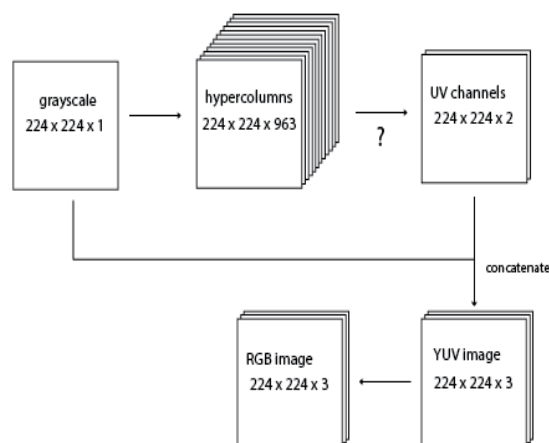 grayscale
224 x 224 x 1
hypercolumns
224 x 224 x 963
?
UV channels
224 x 224 x 2
concatenate
RGB image
224 x 224 x 3
YUV image
224 x 224 x 3